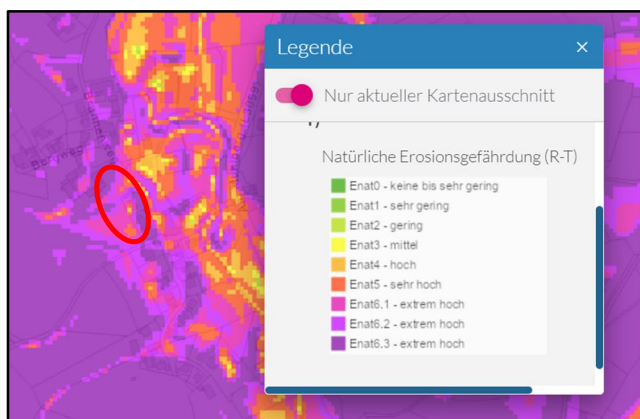 Legende
Nur aktueller Kartenausschnitt
Natürliche Erosionsgefährdung (R-T)
Enat0 - keine bis sehr gering
Enat1 - sehr gering
Enat2 - gering
Enat3 - mittel
Enat4 - hoch
Enat5 - sehr hoch
Enat6.1 - extrem hoch
Enat6.2 - extrem hoch
Enat6.3 - extrem hoch